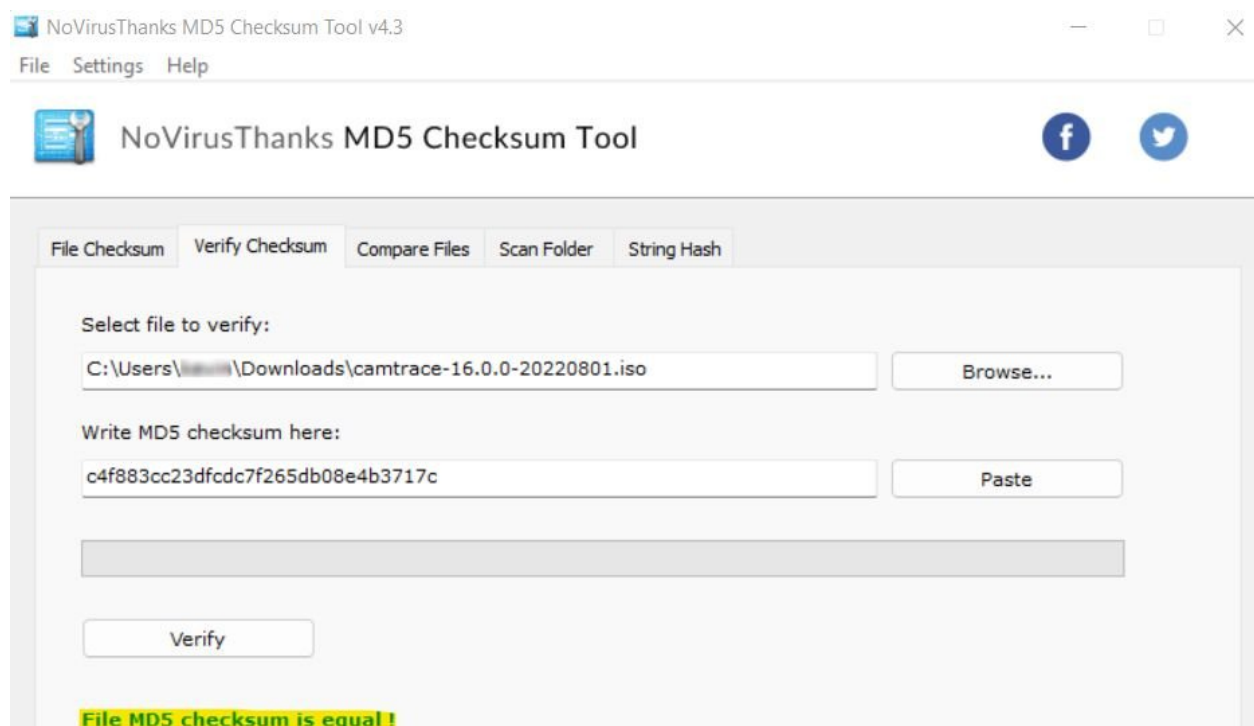 NoVirusThanks MD5 Checksum Tool v4.3
File Settings Help
NoVirusThanks MD5 Checksum Tool
File Checksum Verify Checksum Compare Files Scan Folder String Hash
Select file to verify:
C:\Users\ \Downloads\camtrace-16.0.0-20220801.iso Browse...
Write MD5 checksum here:
c4f883cc23dfcdc7f265db08e4b3717c Paste
Verify
File MD5 checksum is equal !